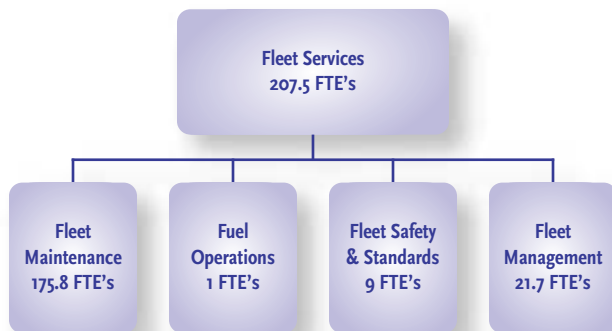 Fleet Services
207.5 FTE's
Fleet
Maintenance
175.8 FTE's
Fuel
Operations
1 FTE's
Fleet Safety
& Standards
9 FTE's
Fleet
Management
21.7 FTE's